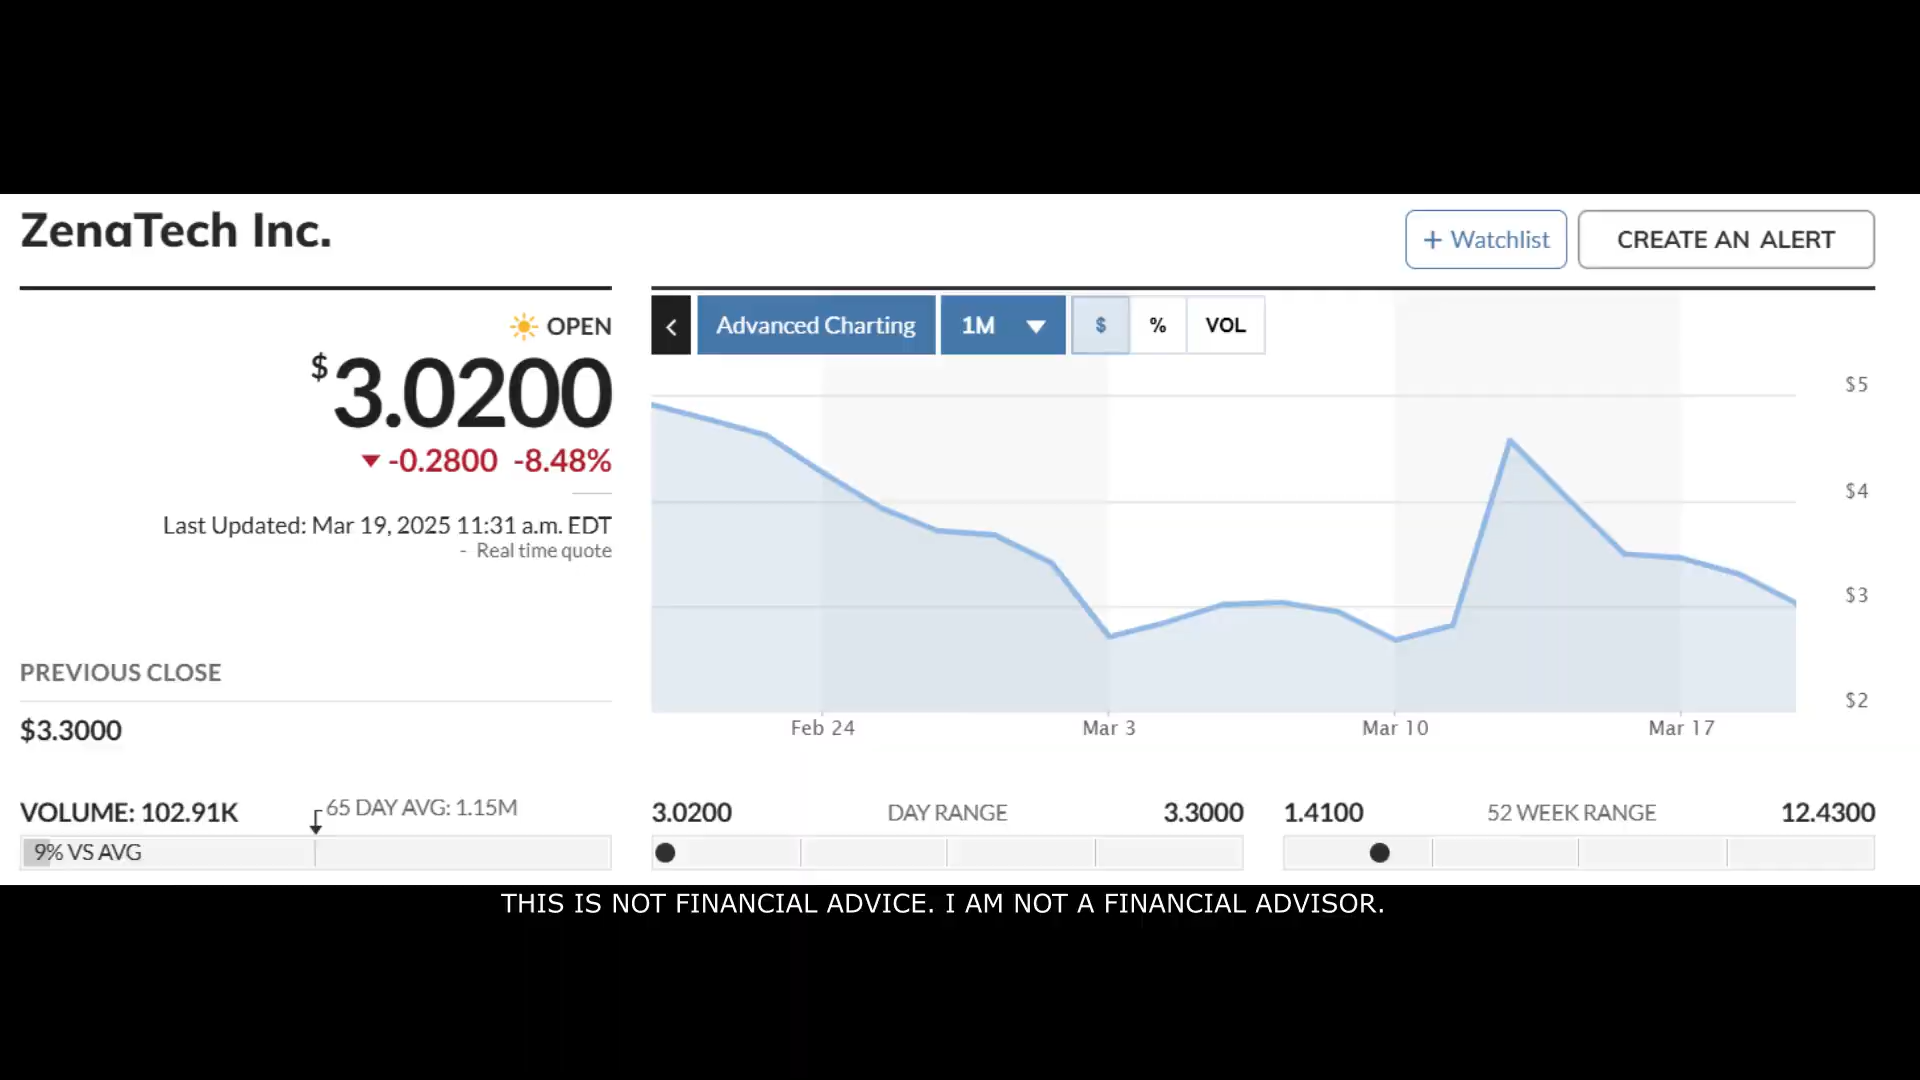 ZenaTech Inc.
+ Watchlist
CREATE AN ALERT
OPEN
$3.0200
-0.2800 -8.48%
Last Updated: Mar 19, 2025 11:31 a.m. EDT
- Real time quote
PREVIOUS CLOSE
$3.3000
VOLUME: 102.91K
65 DAY AVG: 1.15M
9% VS AVG
Advanced Charting
1M
$
%
VOL
$5
$4
$3
$2
Feb 24
Mar 3
Mar 10
Mar 17
3.0200 DAY RANGE 3.3000
1.4100 52 WEEK RANGE 12.4300
THIS IS NOT FINANCIAL ADVICE. I AM NOT A FINANCIAL ADVISOR.